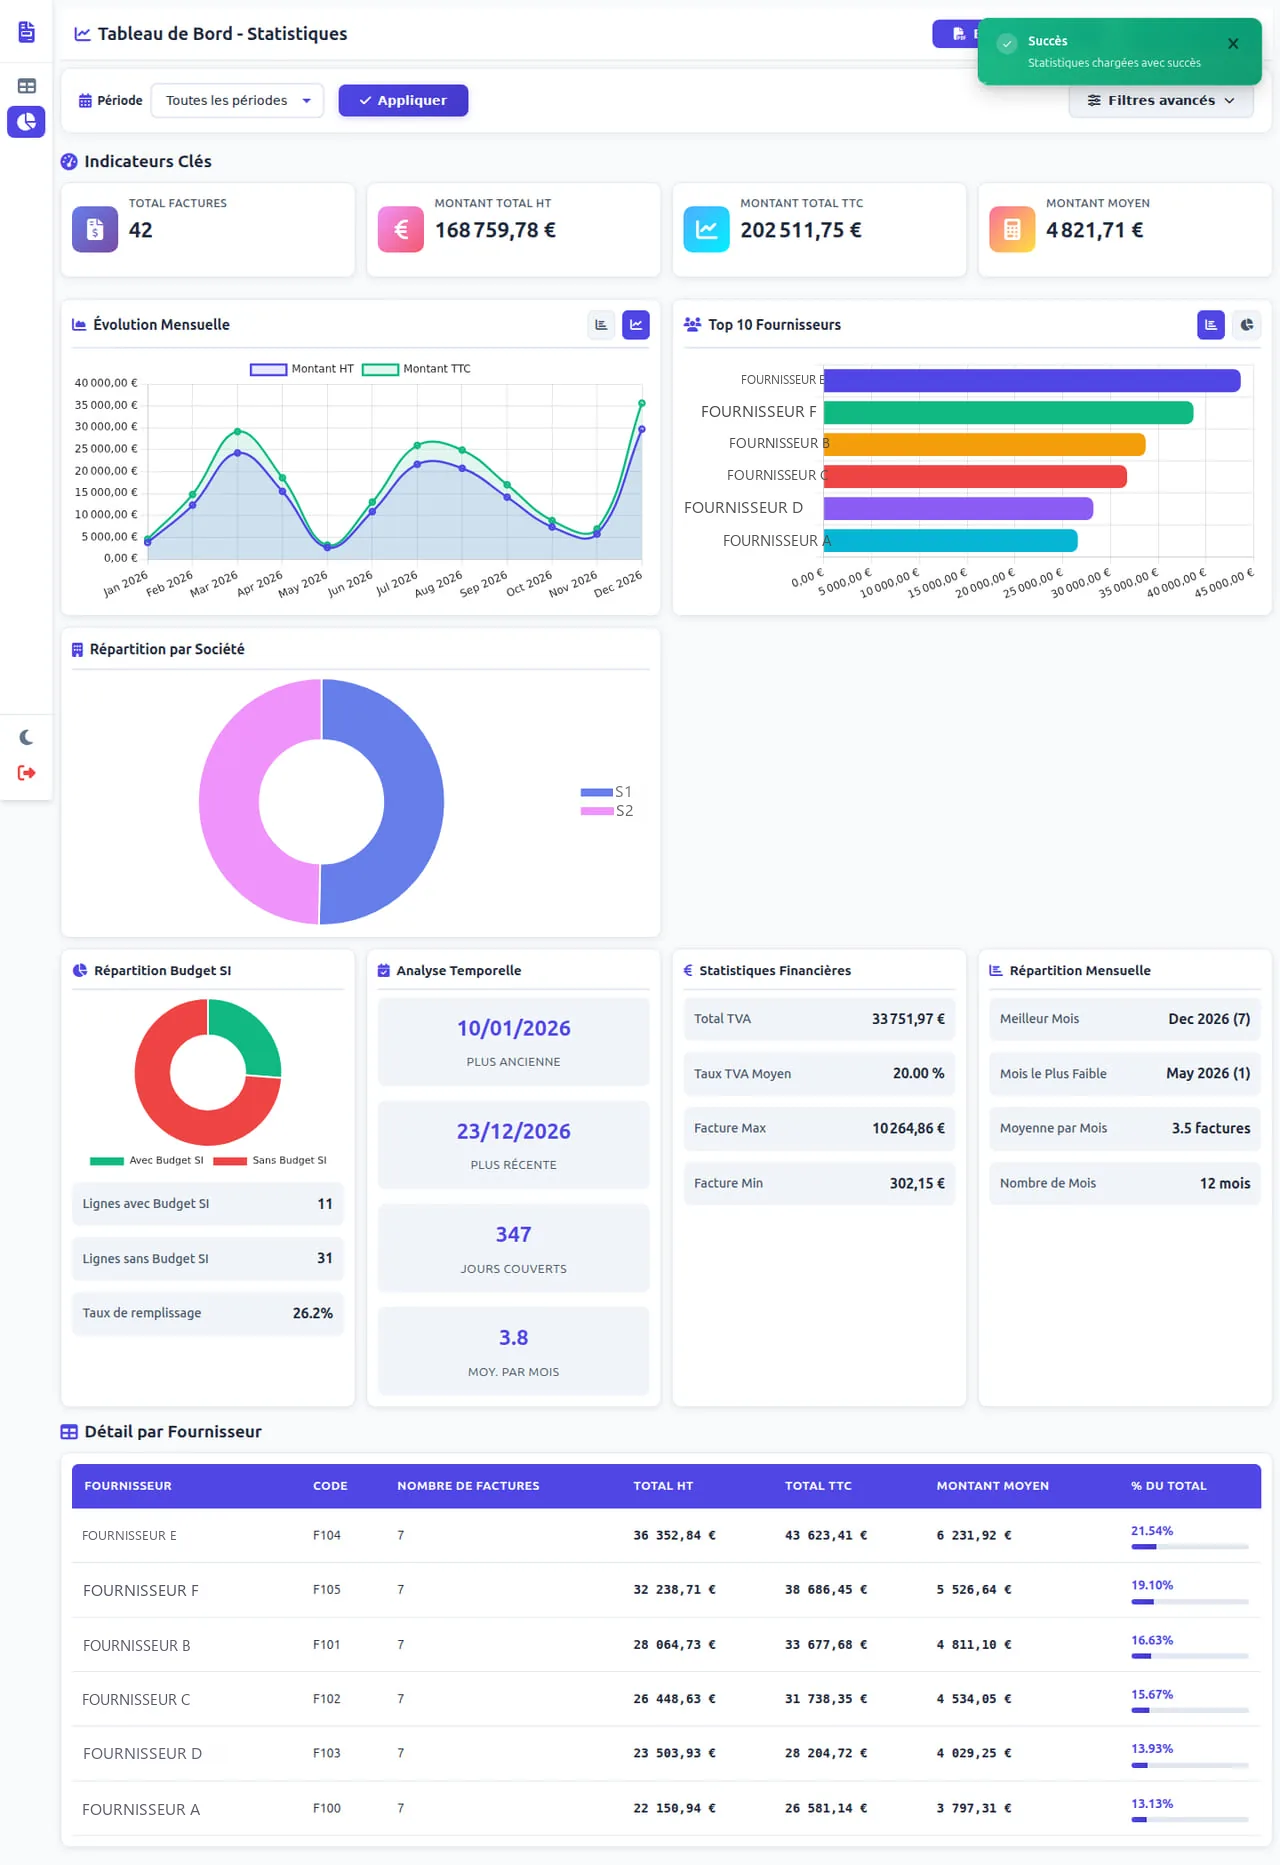 Tableau de Bord - Statistiques
Succès
Statistiques chargées avec succès
Période
Toutes les périodes
Appliquer
Filtres avancés
Indicateurs Clés
TOTAL FACTURES
42
MONTANT TOTAL HT
168 759,78 €
MONTANT TOTAL TTC
202 511,75 €
MONTANT MOYEN
4 821,71 €
Évolution Mensuelle
Montant HT
Montant TTC
40 000,00 €
35 000,00 €
30 000,00 €
25 000,00 €
20 000,00 €
15 000,00 €
10 000,00 €
5 000,00 €
0,00 €
Jan 2026
Feb 2026
Mar 2026
Apr 2026
May 2026
Jun 2026
Jul 2026
Aug 2026
Sep 2026
Oct 2026
Nov 2026
Dec 2026
Top 10 Fournisseurs
FOURNISSEUR E
FOURNISSEUR F
FOURNISSEUR B
FOURNISSEUR C
FOURNISSEUR D
FOURNISSEUR A
0,00 €
5 000,00 €
10 000,00 €
15 000,00 €
20 000,00 €
25 000,00 €
30 000,00 €
35 000,00 €
40 000,00 €
45 000,00 €
Répartition par Société
S1
S2
Répartition Budget SI
Avec Budget SI
Sans Budget SI
Lignes avec Budget SI 11
Lignes sans Budget SI 31
Taux de remplissage 26.2%
Analyse Temporelle
10/01/2026
PLUS ANCIENNE
23/12/2026
PLUS RÉCENTE
347
JOURS COUVERTS
3.8
MOY. PAR MOIS
Statistiques Financières
Total TVA 33 751,97 €
Taux TVA Moyen 20.00 %
Facture Max 10 264,86 €
Facture Min 302,15 €
Répartition Mensuelle
Meilleur Mois Dec 2026 (7)
Mois le Plus Faible May 2026 (1)
Moyenne par Mois 3.5 factures
Nombre de Mois 12 mois
Détail par Fournisseur
FOURNISSEUR CODE NOMBRE DE FACTURES TOTAL HT TOTAL TTC MONTANT MOYEN % DU TOTAL
FOURNISSEUR E F104 7 36 352,84 € 43 623,41 € 6 231,92 € 21.54%
FOURNISSEUR F F105 7 32 238,71 € 38 686,45 € 5 526,64 € 19.10%
FOURNISSEUR B F101 7 28 064,73 € 33 677,68 € 4 811,10 € 16.63%
FOURNISSEUR C F102 7 26 448,63 € 31 738,35 € 4 534,05 € 15.67%
FOURNISSEUR D F103 7 23 503,93 € 28 204,72 € 4 029,25 € 13.93%
FOURNISSEUR A F100 7 22 150,94 € 26 581,14 € 3 797,31 € 13.13%